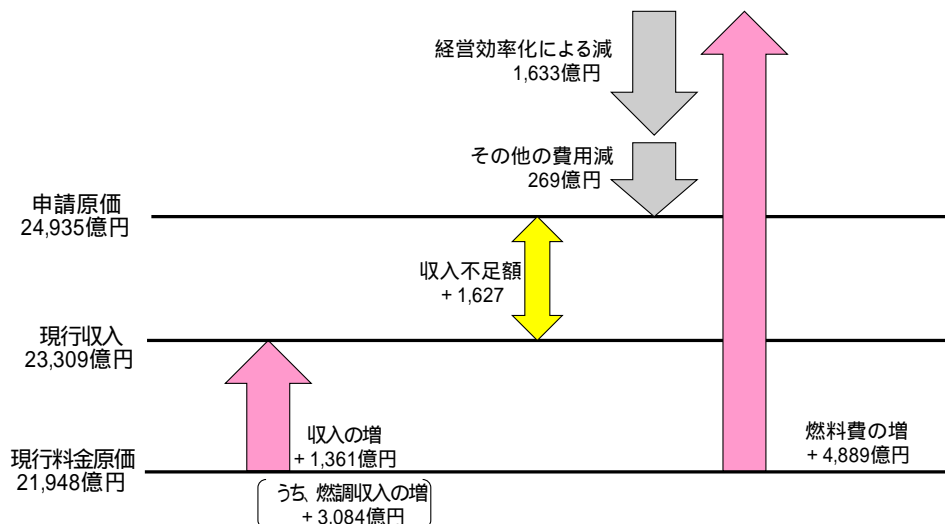 経営効率化による減
1,633億円
その他の費用減
269億円
申請原価
24,935億円
収入不足額
+ 1,627
現行収入
23,309億円
収入の増
+ 1,361億円
燃料費の増
+ 4,889億円
現行料金原価
21,948億円
うち、燃調収入の増
+ 3,084億円